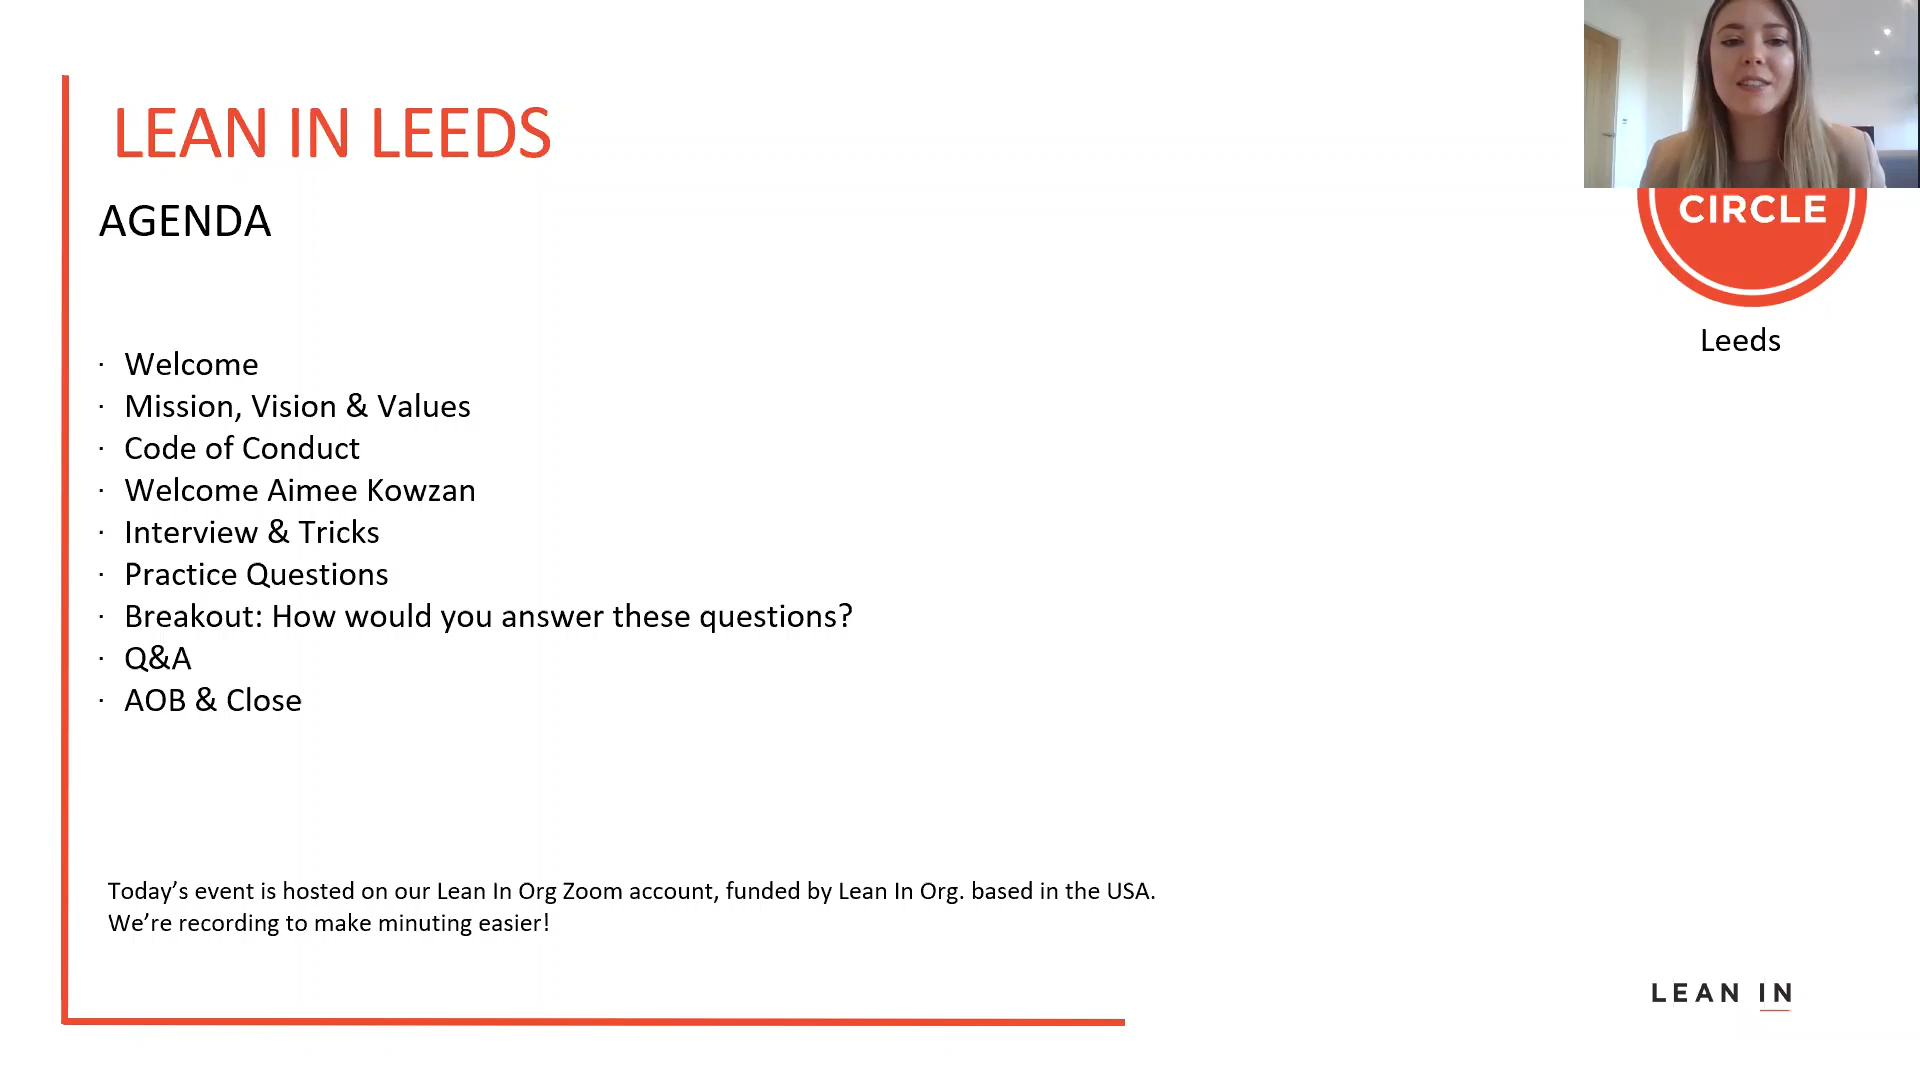 LEAN IN LEEDS
AGENDA
CIRCLE
Leeds
· Welcome
· Mission, Vision & Values
· Code of Conduct
· Welcome Aimee Kowzan
· Interview & Tricks
· Practice Questions
· Breakout: How would you answer these questions?
· Q&A
· AOB & Close
Today’s event is hosted on our Lean In Org Zoom account, funded by Lean In Org. based in the USA.
We’re recording to make minuting easier!
LEAN IN